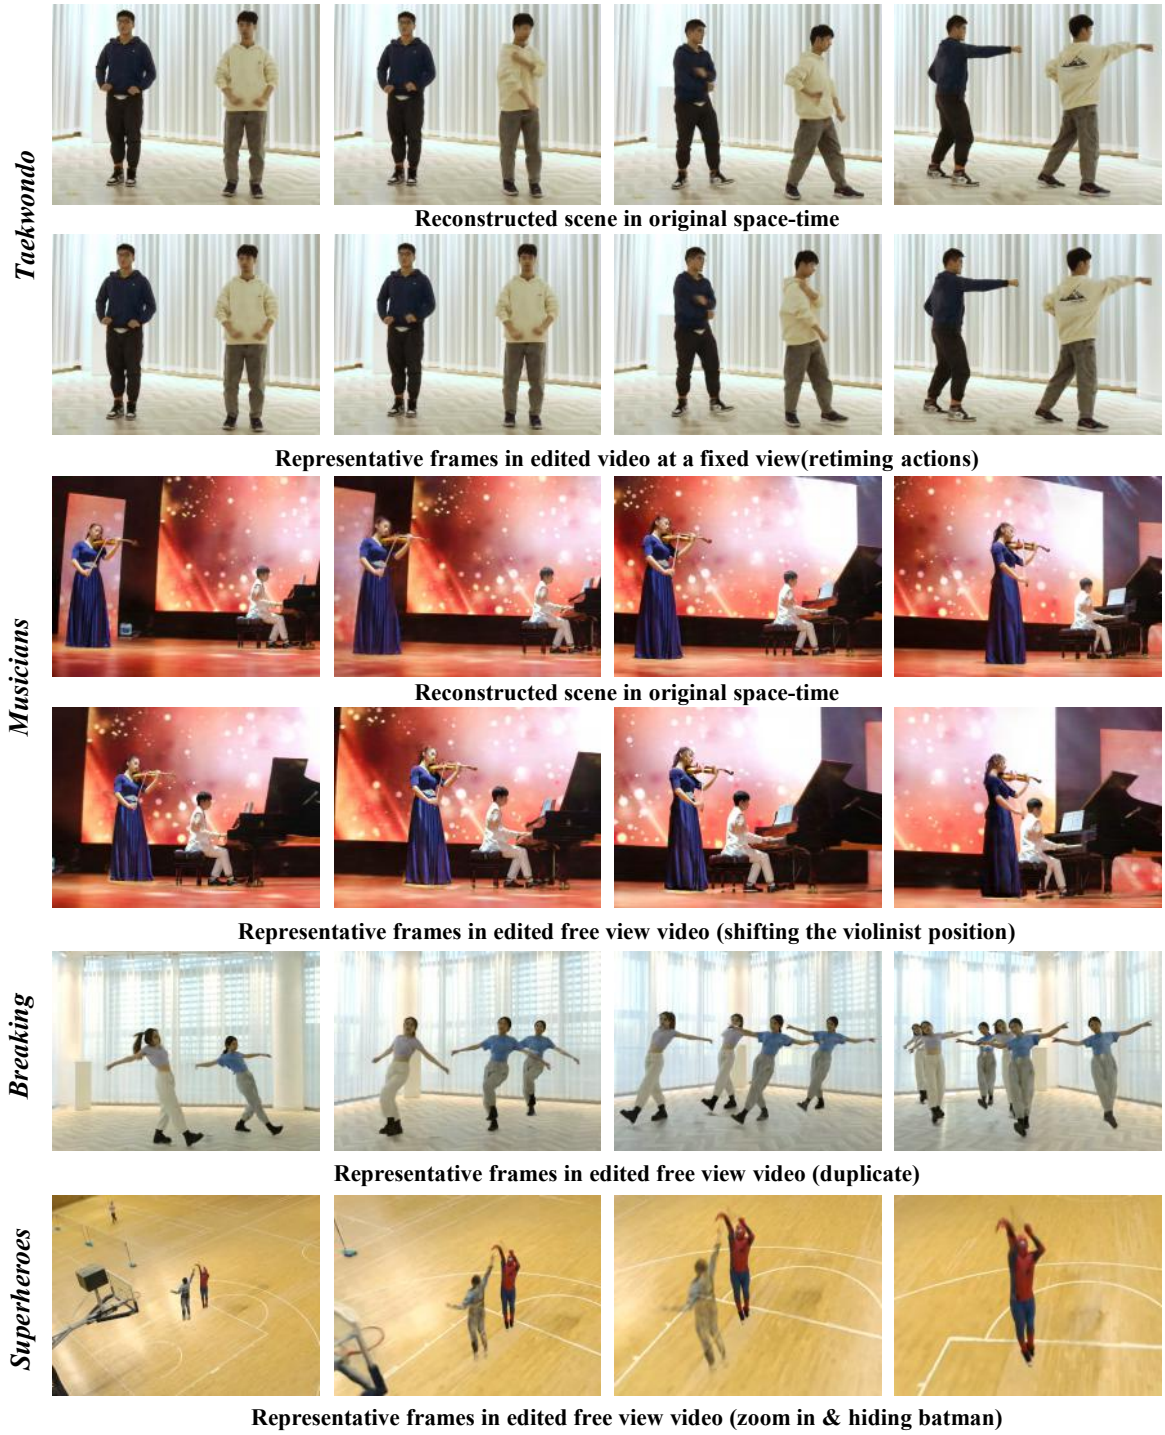 Taekwondo
Reconstructed scene in original space-time
Representative frames in edited video at a fixed view(retiming actions)
Musicians
Reconstructed scene in original space-time
Representative frames in edited free view video (shifting the violinist position)
Breaking
Representative frames in edited free view video (duplicate)
Superheroes
Representative frames in edited free view video (zoom in & hiding batman)